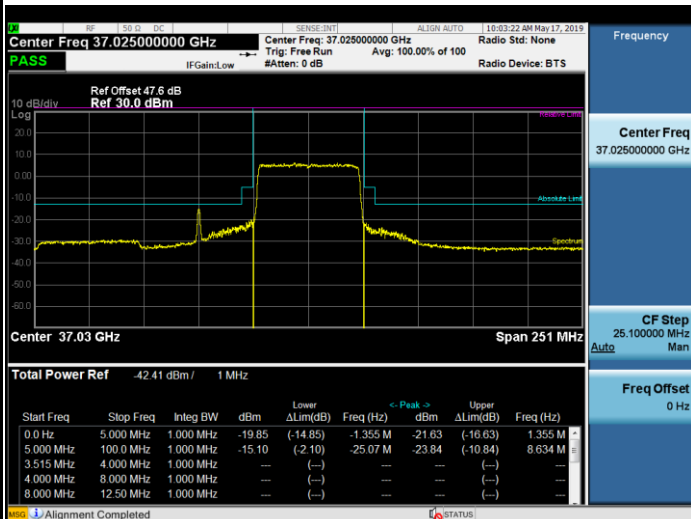 RF 50 Ω DC SENSE:INT ALIGN AUTO 10:03:22 AM May 17, 2019
Center Freq 37.025000000 GHz
Center Freq: 37.025000000 GHz Radio Std: None
Trig: Free Run Avg: 100.00% of 100
PASS IFGain:Low #Atten: 0 dB Radio Device: BTS
Ref Offset 47.6 dB
10 dB/div Ref 30.0 dBm
Log
Relative Limit
20.0
10.0
0.00
-10.0
Absolute Limit
-20.0
-30.0
Spectrum
-40.0
-50.0
-60.0
Center 37.03 GHz Span 251 MHz
Total Power Ref -42.41 dBm / 1 MHz
Lower <- Peak -> Upper
Start Freq Stop Freq Integ BW dBm ΔLim(dB) Freq (Hz) dBm ΔLim(dB) Freq (Hz)
0.0 Hz 5.000 MHz 1.000 MHz -19.85 (-14.85) -1.355 M -21.63 (-16.63) 1.355 M
5.000 MHz 100.0 MHz 1.000 MHz -15.10 (-2.10) -25.07 M -23.84 (-10.84) 8.634 M
3.515 MHz 4.000 MHz 1.000 MHz --- (---) --- (---)
4.000 MHz 8.000 MHz 1.000 MHz --- (---) --- (---)
8.000 MHz 12.50 MHz 1.000 MHz --- (---) --- (---)
MSG Alignment Completed STATUS
Frequency
Center Freq
37.025000000 GHz
CF Step
25.100000 MHz
Auto Man
Freq Offset
0 Hz